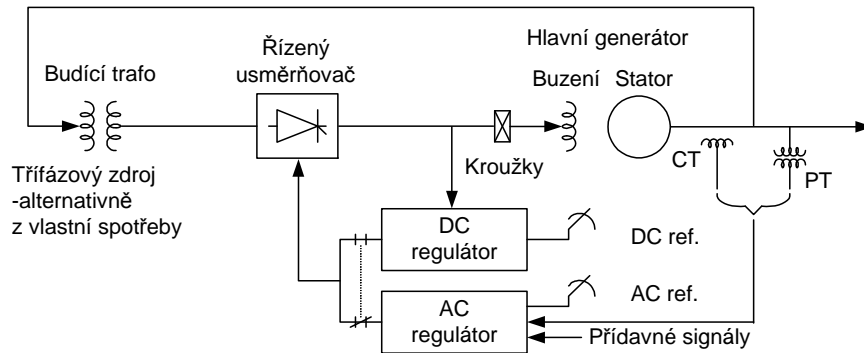 Hlavní generátor
Řízený
usměrňovač
Budící trafo
Buzení
Stator
Kroužky
CT
PT
Třífázový zdroj
-alternativně
z vlastní spotřeby
DC
regulátor
DC ref.
AC
regulátor
AC ref.
Přídavné signály